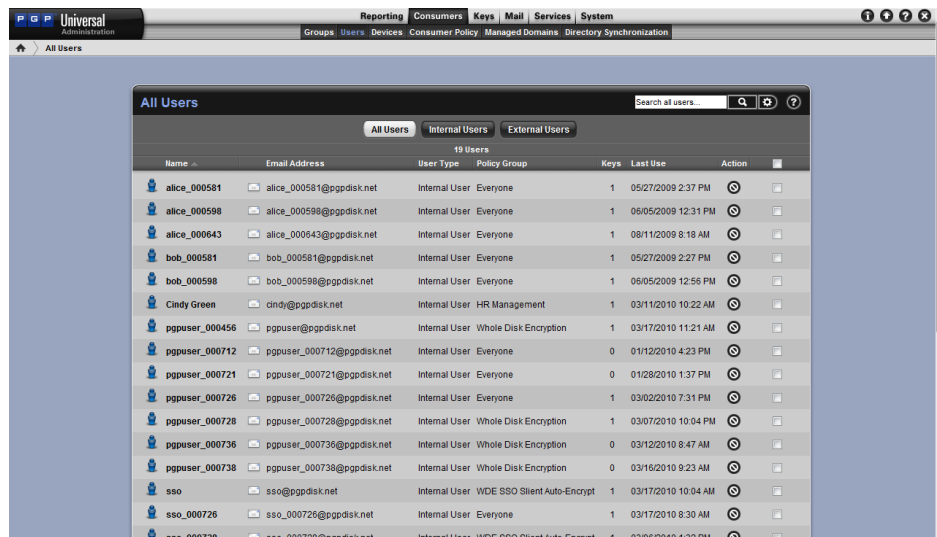 PGP Universal Administration
Reporting Consumers Keys Mail Services System
Groups Users Devices Consumer Policy Managed Domains Directory Synchronization
All Users
All Users
Search all users...
All Users Internal Users External Users
19 Users
Name Email Address User Type Policy Group Keys Last Use Action
alice_000581 alice_000581@pgpdisk.net Internal User Everyone 1 05/27/2009 2:37 PM
alice_000598 alice_000598@pgpdisk.net Internal User Everyone 1 06/05/2009 12:31 PM
alice_000643 alice_000643@pgpdisk.net Internal User Everyone 1 08/11/2009 8:18 AM
bob_000581 bob_000581@pgpdisk.net Internal User Everyone 1 05/27/2009 2:27 PM
bob_000598 bob_000598@pgpdisk.net Internal User Everyone 1 06/05/2009 12:56 PM
Cindy Green cindy@pgpdisk.net Internal User HR Management 1 03/11/2010 10:22 AM
pgpuser_000456 pgpuser@pgpdisk.net Internal User Whole Disk Encryption 1 03/17/2010 11:21 AM
pgpuser_000712 pgpuser_000712@pgpdisk.net Internal User Everyone 0 01/12/2010 4:23 PM
pgpuser_000721 pgpuser_000721@pgpdisk.net Internal User Everyone 0 01/28/2010 1:37 PM
pgpuser_000726 pgpuser_000726@pgpdisk.net Internal User Everyone 1 03/02/2010 7:31 PM
pgpuser_000728 pgpuser_000728@pgpdisk.net Internal User Whole Disk Encryption 1 03/07/2010 10:04 PM
pgpuser_000736 pgpuser_000736@pgpdisk.net Internal User Whole Disk Encryption 0 03/12/2010 8:47 AM
pgpuser_000738 pgpuser_000738@pgpdisk.net Internal User Whole Disk Encryption 0 03/16/2010 9:23 AM
sso sso@pgpdisk.net Internal User WDE SSO Slient Auto-Encrypt 1 03/17/2010 10:04 AM
sso_000726 sso_000726@pgpdisk.net Internal User Everyone 1 03/17/2010 8:30 AM